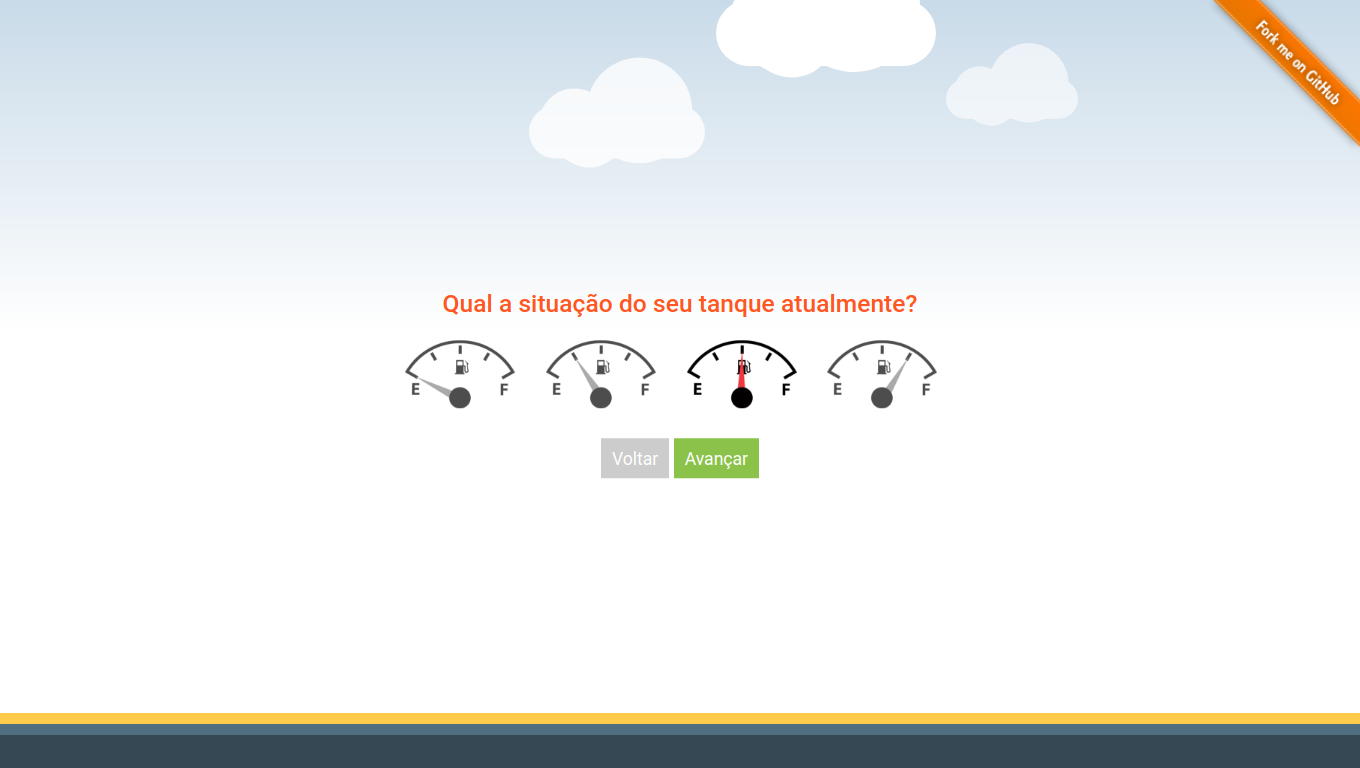 Fork me on GitHub
Qual a situação do seu tanque atualmente?
E F E F E F E F
Voltar Avançar